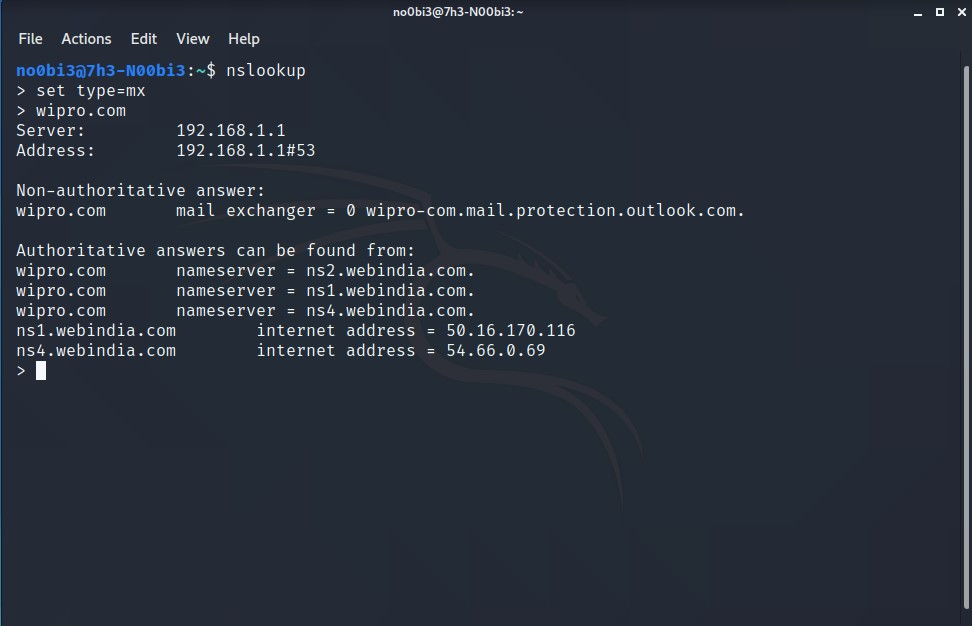 no0bi3@7h3-N00bi3: ~
File Actions Edit View Help
no0bi3@7h3-N00bi3:~$ nslookup
> set type=mx
> wipro.com
Server: 192.168.1.1
Address: 192.168.1.1#53
Non-authoritative answer:
wipro.com mail exchanger = 0 wipro-com.mail.protection.outlook.com.
Authoritative answers can be found from:
wipro.com nameserver = ns2.webindia.com.
wipro.com nameserver = ns1.webindia.com.
wipro.com nameserver = ns4.webindia.com.
ns1.webindia.com internet address = 50.16.170.116
ns4.webindia.com internet address = 54.66.0.69
>